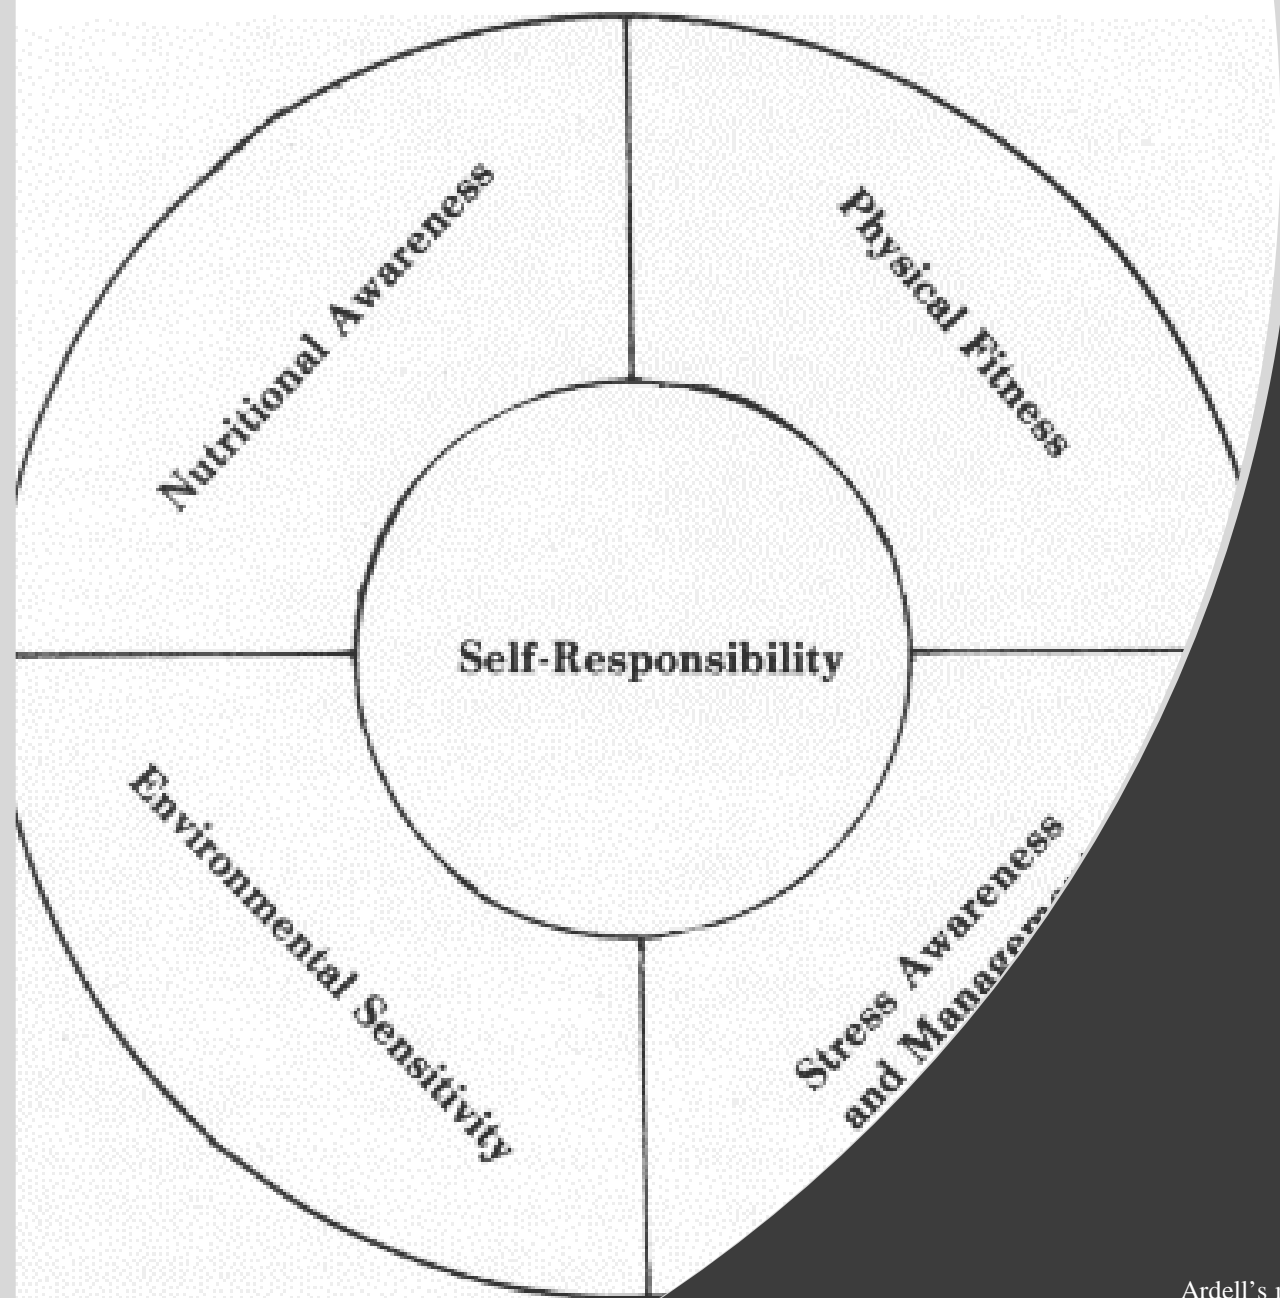 Nutritional Awareness
Physical Fitness
Self-Responsibility
Environmental Sensitivity
Stress Awareness
and
Ardell's